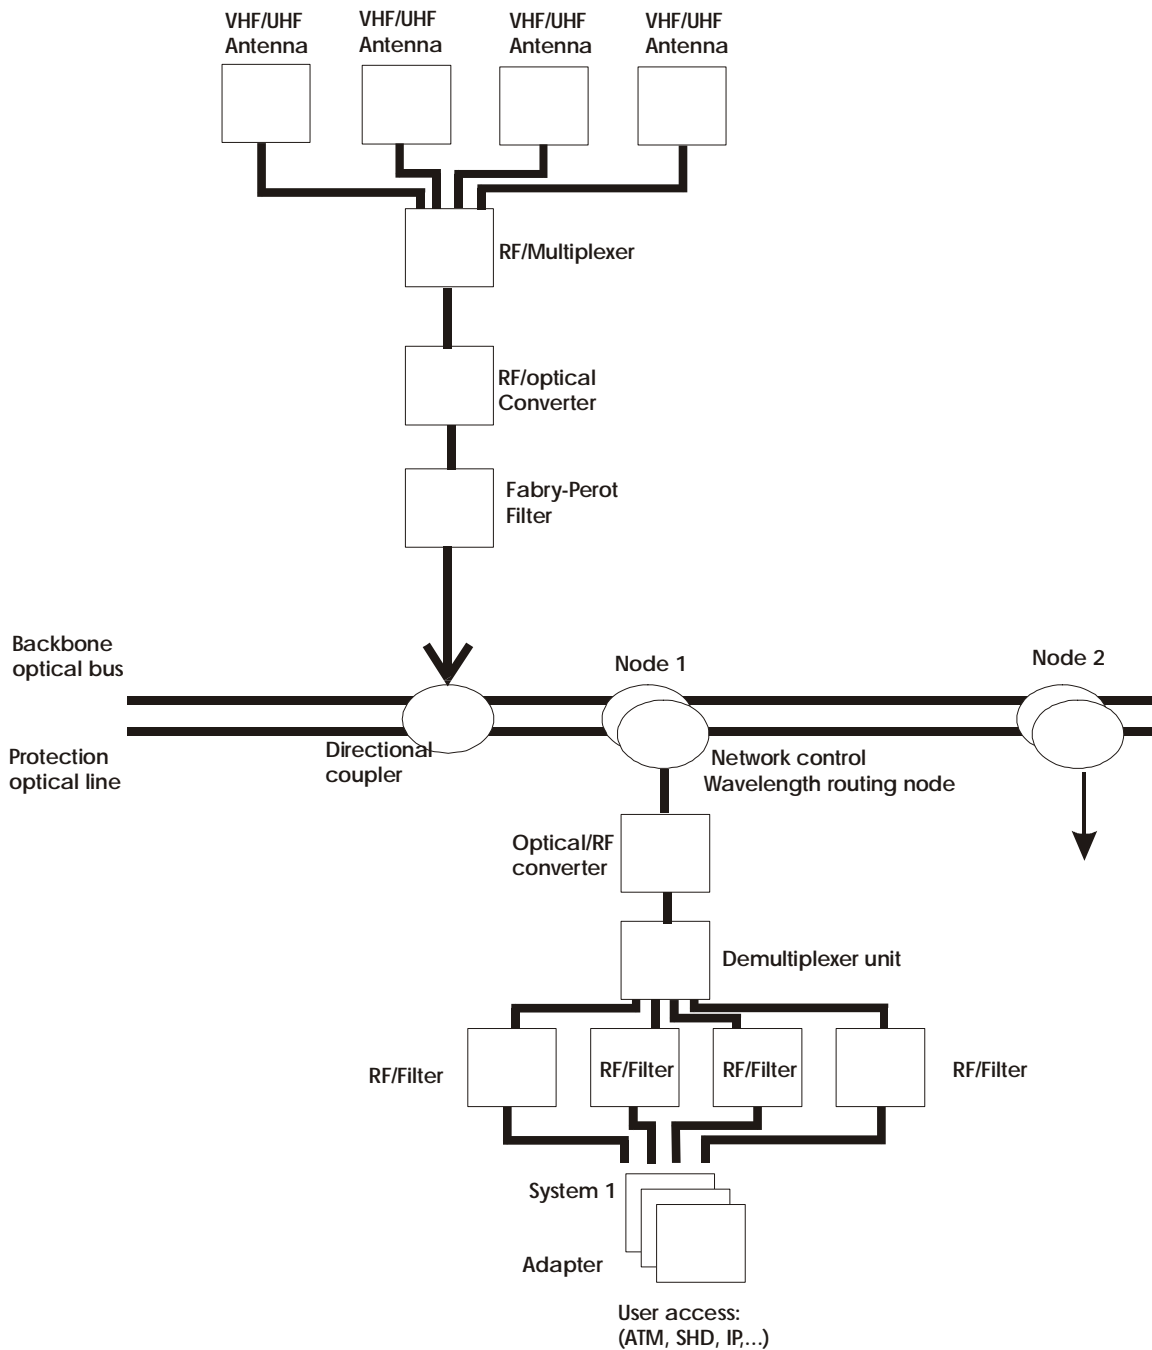 VHF/UHF
Antenna
VHF/UHF
Antenna
VHF/UHF
Antenna
VHF/UHF
Antenna
RF/Multiplexer
RF/optical
Converter
Fabry-Perot
Filter
Backbone
optical bus
Node 1
Node 2
Protection
optical line
Directional
coupler
Network control
Wavelength routing node
Optical/RF
converter
Demultiplexer unit
RF/Filter
RF/Filter
RF/Filter
RF/Filter
System 1
Adapter
User access:
(ATM, SHD, IP,...)